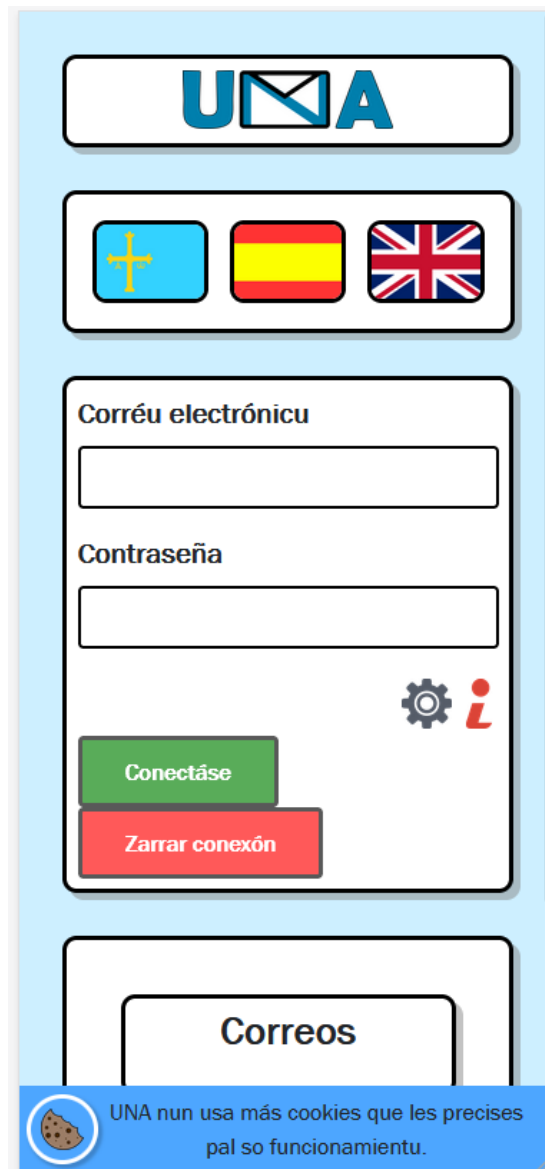 UNA
Corréu electrónicu
Contraseña
Conectáse
Zarrar conexón
Correos
UNA nun usa más cookies que les precises
pal so funcionamientu.